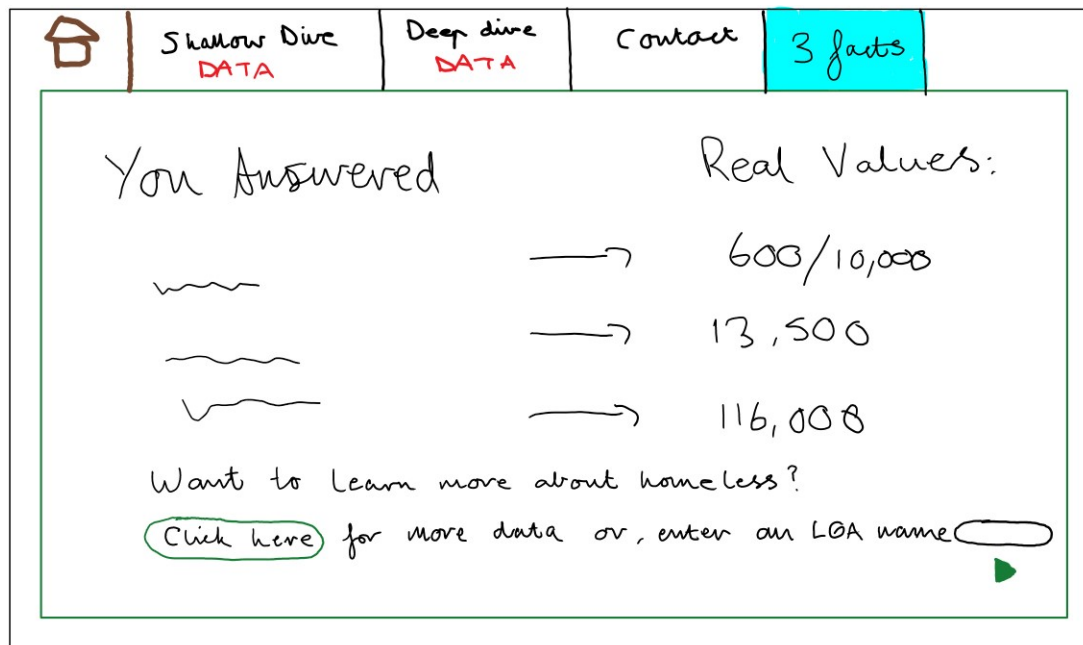 Shallow Dive
DATA
Deep dive
DATA
Contact
3 facts
You Answered
Real Values:
600/10,000
13,500
116,000
Want to learn more about homeless?
Click here for more data or, enter an LGA name